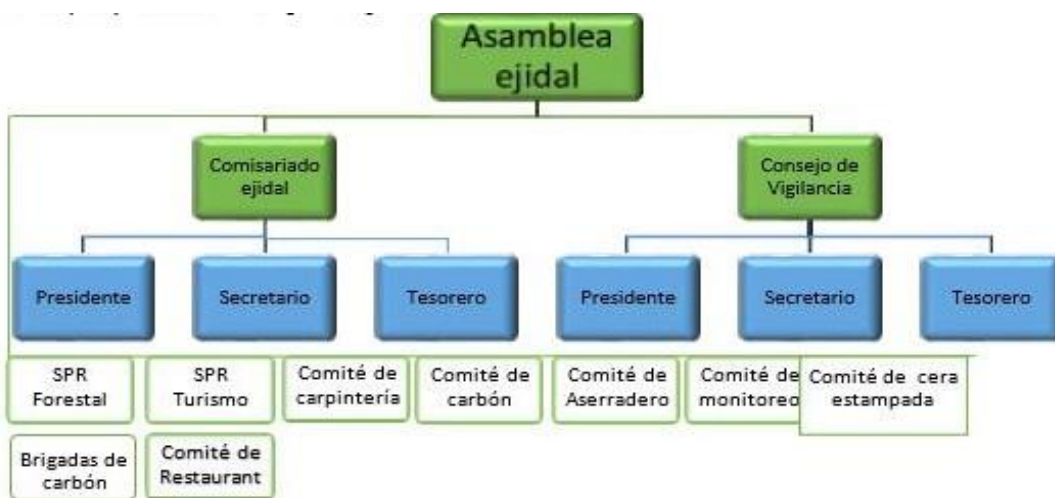 Asamblea
ejidal
Comisariado
ejidal
Consejo de
Vigilancia
Presidente
Secretario
Tesorero
Presidente
Secretario
Tesorero
SPR
Forestal
SPR
Turismo
Comité de
carpintería
Comité de
carbón
Comité de
Aserradero
Comité de
monitoreo
Comité de cera
estampada
Brigadas de
carbón
Comité de
Restaurant